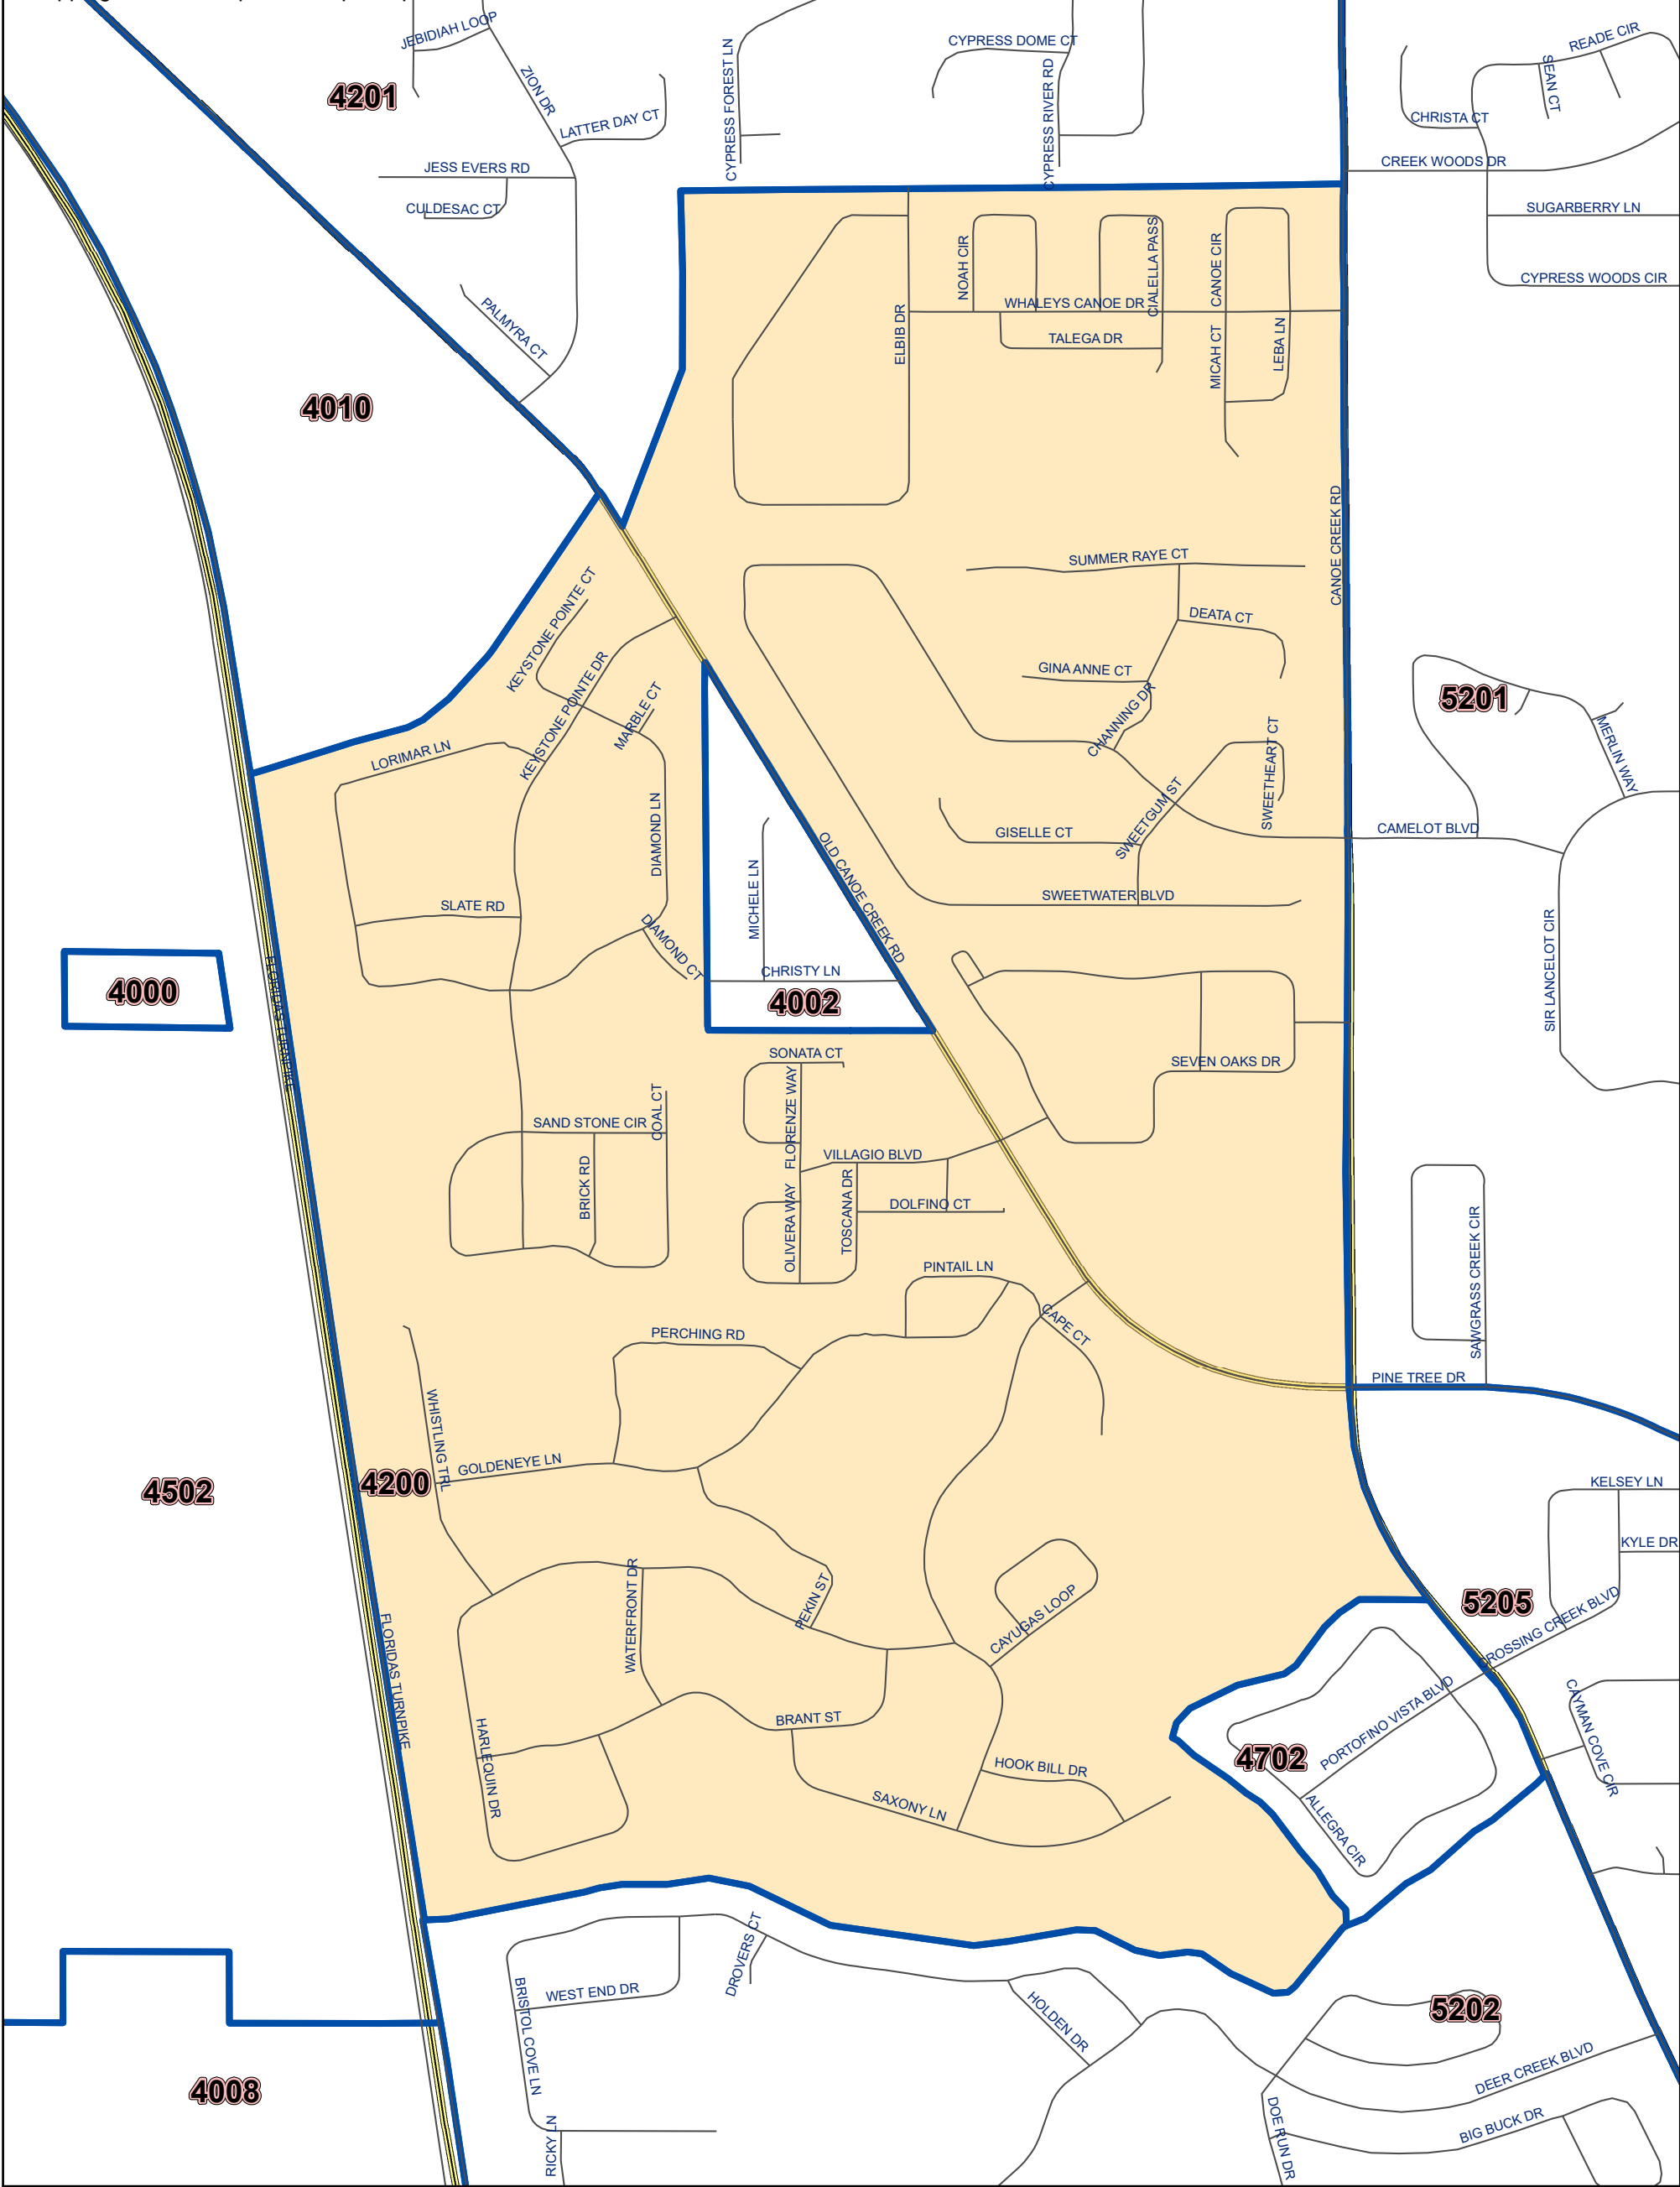 JEBIDIAH LOOP
ZION DR
4201
LATTER DAY CT
JESS EVERS RD
CULDESAC CT
PALMYRA CT
CYPRESS FOREST LN
CYPRESS DOME CT
CYPRESS RIVER RD
READE CIR
SEAN CT
CHRISTA CT
CREEK WOODS DR
SUGARBERRY LN
CYPRESS WOODS CIR
4010
NOAH CIR
CIALELLA PASS
CANOE CIR
WHALEYS CANOE DR
ELBIB DR
TALEGA DR
MICAH CT
LEBA LN
CANOE CREEK RD
SUMMER RAYE CT
DEATA CT
GINA ANNE CT
CHANNING DR
KEYSTONE POINTE CT
KEYSTONE POINTE DR
MARBLE CT
LORIMAR LN
DIAMOND LN
SLATE RD
DIAMOND CT
MICHELE LN
OLD CANOE CREEK RD
CHRISTY LN
4002
SWEETHEART CT
SWEETGUM ST
GISELLE CT
SWEETWATER BLVD
5201
MERLIN WAY
CAMELOT BLVD
SIR LANCELOT CIR
4000
FLORIDAS TURNPIKE
SEVEN OAKS DR
SONATA CT
FLORENZE WAY
SAND STONE CIR
COAL CT
BRICK RD
VILLAGIO BLVD
OLIVERA WAY
TOSCANA DR
DOLFINO CT
PINTAIL LN
CAPE CT
SAWGRASS CREEK CIR
PINE TREE DR
PERCHING RD
WHISTLING TRL
GOLDENEYE LN
4502
4200
KELSEY LN
KYLE DR
5205
CROSSING CREEK BLVD
WATERFRONT DR
PEKIN ST
CAYUGAS LOOP
FLORIDAS TURNPIKE
HARLEQUIN DR
BRANT ST
HOOK BILL DR
SAXONY LN
4702
PORTOFINO VISTA BLVD
ALLEGRA CIR
CAYMAN COVE CIR
DROVERS CT
WEST END DR
BRISTOL COVE LN
HOLDEN DR
5202
DEER CREEK BLVD
BIG BUCK DR
DOE RUN DR
4008
RICKY LN